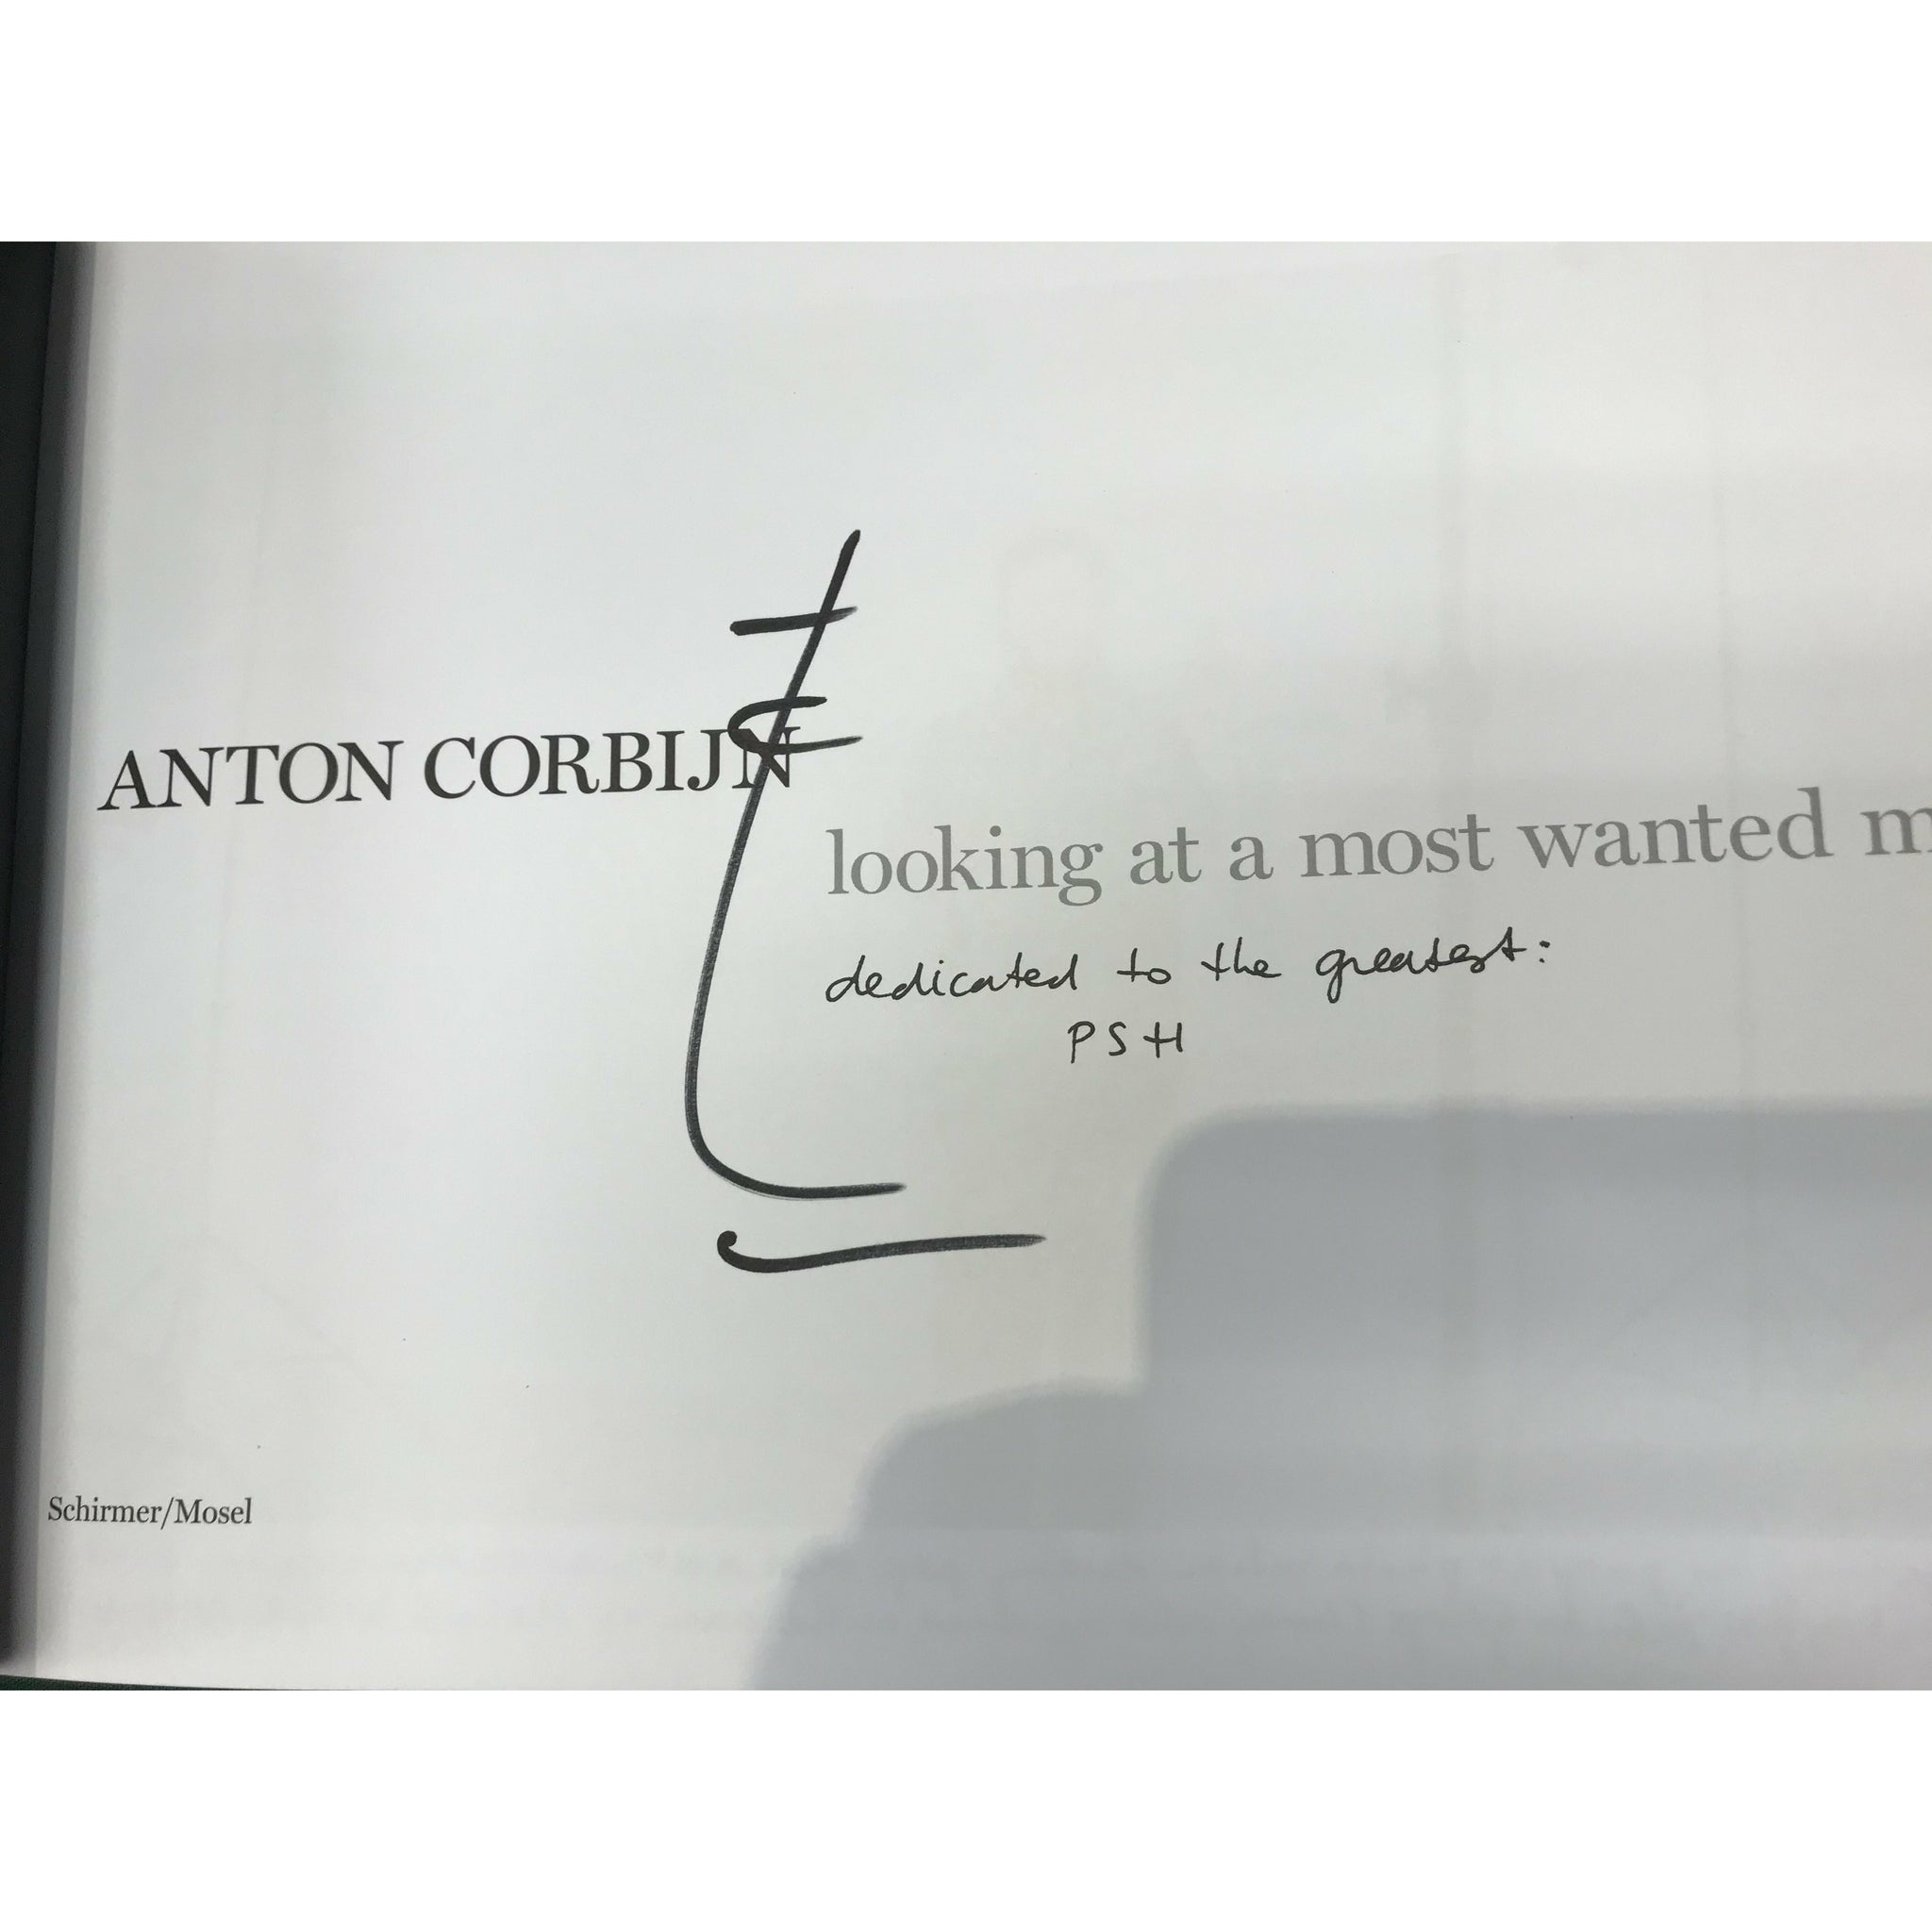 ANTON CORBIJN
looking at a most wanted m
dedicated to the greatest:
PSH
Schirmer/Mosel